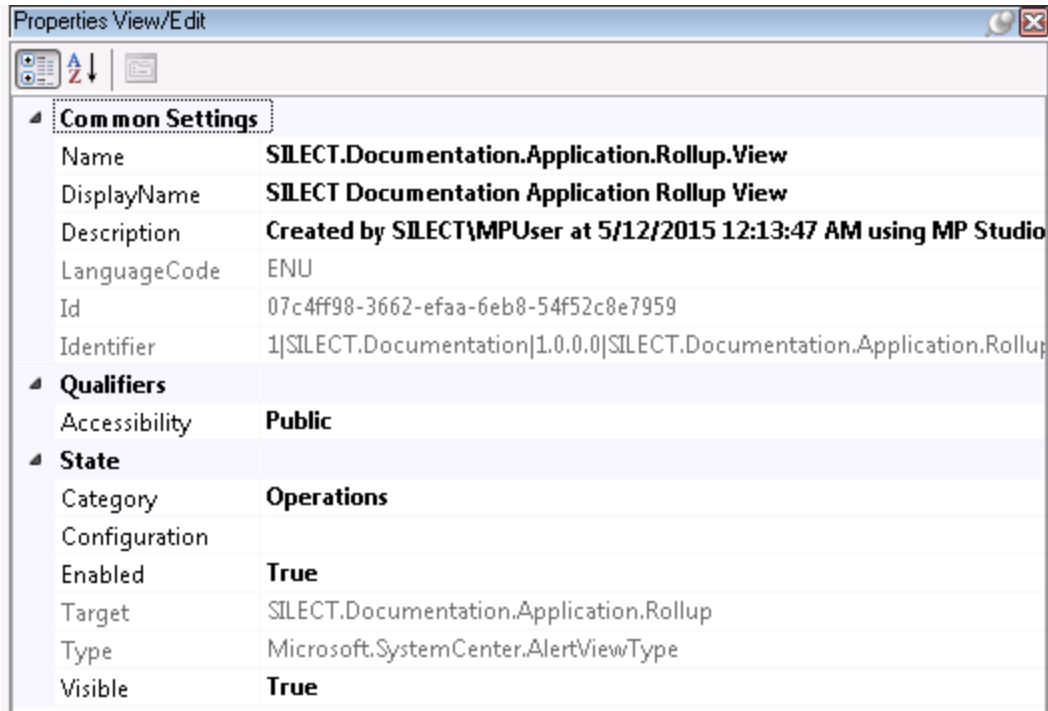 Properties View/Edit
Common Settings
Name SILECT.Documentation.Application.Rollup.View
DisplayName SILECT Documentation Application Rollup View
Description Created by SILECT\MPUser at 5/12/2015 12:13:47 AM using MP Studio
LanguageCode ENU
Id 07c4ff98-3662-efaa-6eb8-54f52c8e7959
Identifier 1|SILECT.Documentation|1.0.0.0|SILECT.Documentation.Application.Rollup
Qualifiers
Accessibility Public
State
Category Operations
Configuration
Enabled True
Target SILECT.Documentation.Application.Rollup
Type Microsoft.SystemCenter.AlertViewType
Visible True